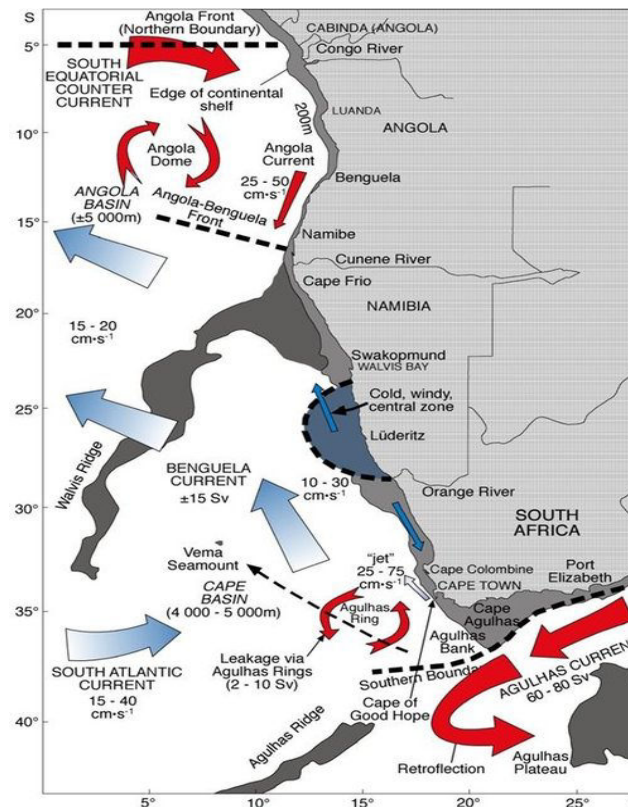 S
5°
10°
15°
20°
25°
30°
35°
40°
5°
10°
15°
20°
25°
Angola Front
(Northern Boundary)
CABINDA (ANGOLA)
Congo River
SOUTH
EQUATORIAL
COUNTER
CURRENT
Edge of continental
shelf
200m
LUANDA
ANGOLA
Angola
Dome
Angola
Current
25 - 50
cm·s⁻¹
Benguela
ANGOLA
BASIN
(±5 000m)
Angola-Benguela
Front
Namibe
Cunene River
Cape Frio
NAMIBIA
15 - 20
cm·s⁻¹
Swakopmund
WALVIS BAY
Cold, windy,
central zone
Lüderitz
Walvis Ridge
BENGUELA
CURRENT
±15 Sv
10 - 30
cm·s⁻¹
Orange River
SOUTH
AFRICA
Vema
Seamount
"jet"
25 - 75
cm·s⁻¹
Cape Colombine
CAPE TOWN
Port
Elizabeth
CAPE
BASIN
(4 000 - 5 000m)
Agulhas
Ring
Cape
Agulhas
Agulhas
Bank
Leakage via
Agulhas Rings
(2 - 10 Sv)
Southern Boundary
AGULHAS CURRENT
60 - 80 Sv
SOUTH ATLANTIC
CURRENT
15 - 40
cm·s⁻¹
Cape of
Good Hope
Agulhas Ridge
Retroflection
Agulhas
Plateau